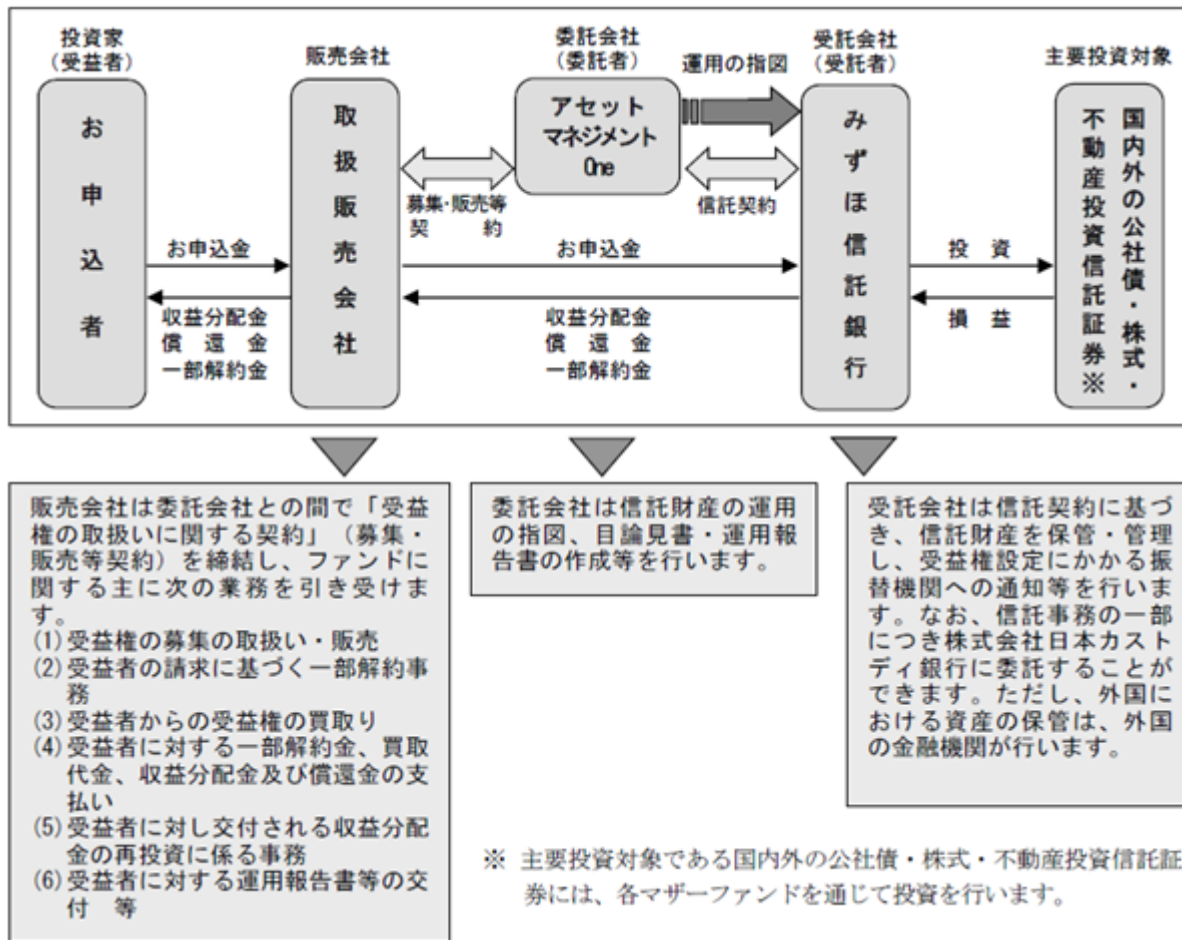 投資家
(受益者)
お申込者
販売会社
取扱販売会社
委託会社
(委託者)
アセット
マネジメント
One
運用の指図
受託会社
(受託者)
みずほ信託銀行
主要投資対象
国内外の公社債・株式・
不動産投資信託証券※
募集・販売等
契 約
信託契約
お申込金
収益分配金
償 還 金
一部解約金
お申込金
収益分配金
償 還 金
一部解約金
投 資
損 益
販売会社は委託会社との間で「受益
権の取扱いに関する契約」（募集・
販売等契約）を締結し、ファンドに
関する主に次の業務を引き受けま
す。
(1)受益権の募集の取扱い・販売
(2)受益者の請求に基づく一部解約事
務
(3)受益者からの受益権の買取り
(4)受益者に対する一部解約金、買取
代金、収益分配金及び償還金の支
払い
(5)受益者に対し交付される収益分配
金の再投資に係る事務
(6)受益者に対する運用報告書等の交
付 等
委託会社は信託財産の運用
の指図、目論見書・運用報
告書の作成等を行います。
受託会社は信託契約に基づ
き、信託財産を保管・管理
し、受益権設定にかかる振
替機関への通知等を行いま
す。なお、信託事務の一部
につき株式会社日本カスト
ディ銀行に委託することが
できます。ただし、外国に
おける資産の保管は、外国
の金融機関が行います。
※ 主要投資対象である国内外の公社債・株式・不動産投資信託証
券には、各マザーファンドを通じて投資を行います。